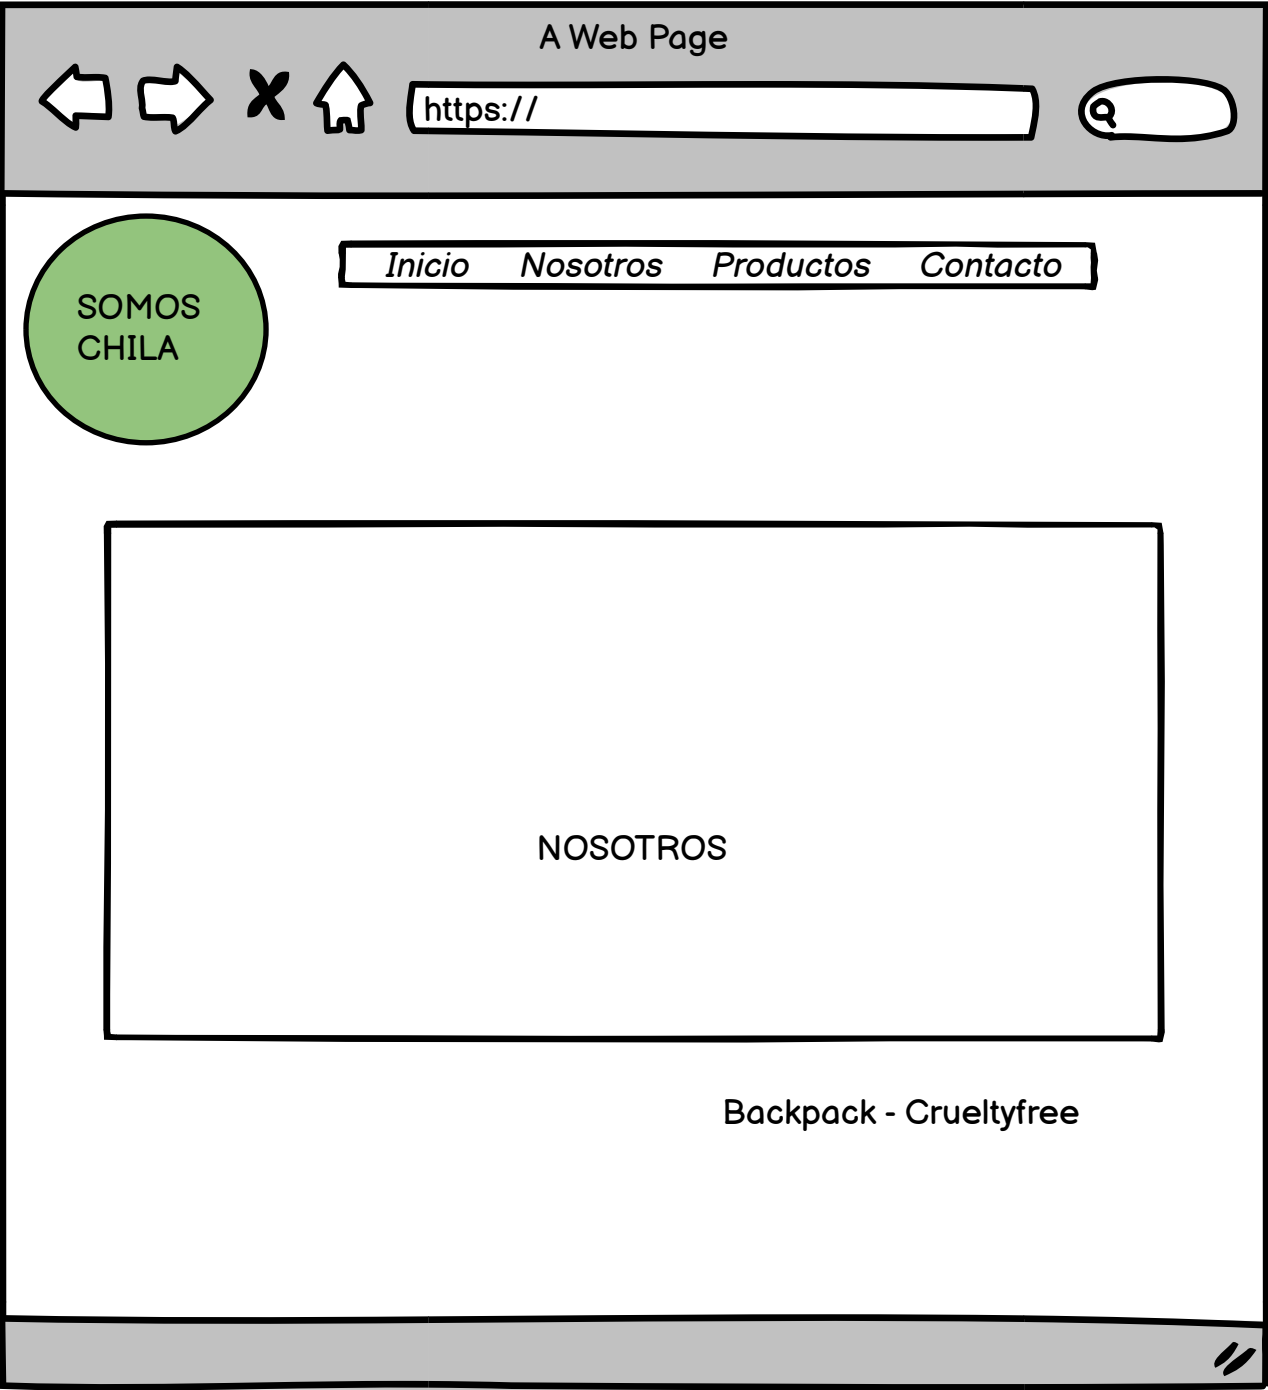 A Web Page
https://
Inicio Nosotros Productos Contacto
SOMOS
CHILA
NOSOTROS
Backpack - Crueltyfree